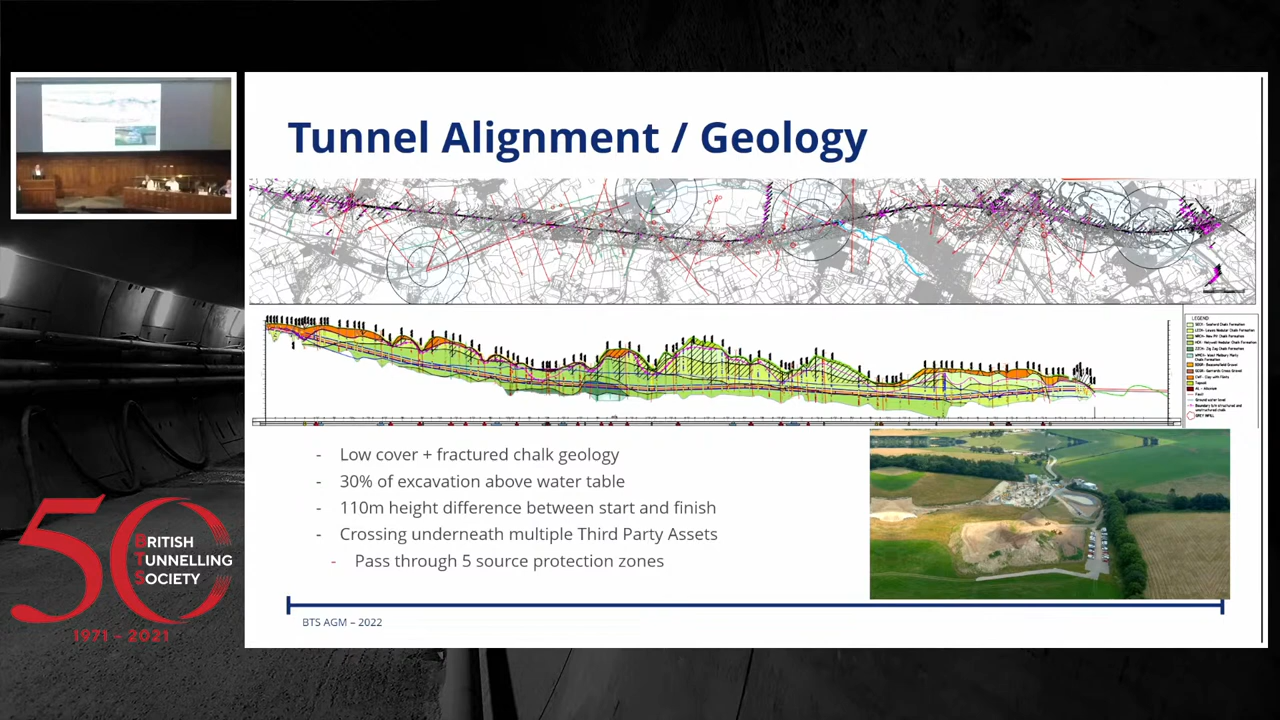 Tunnel Alignment / Geology
LEGEND:
- Low cover + fractured chalk geology
- 30% of excavation above water table
- 110m height difference between start and finish
- Crossing underneath multiple Third Party Assets
- Pass through 5 source protection zones
BTS AGM – 2022
50
BRITISH
TUNNELLING
SOCIETY
1971 – 2021